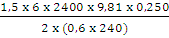 1,5 x 6 x 2400 x 9,81 x 0,250
2 x (0,6 x 240)